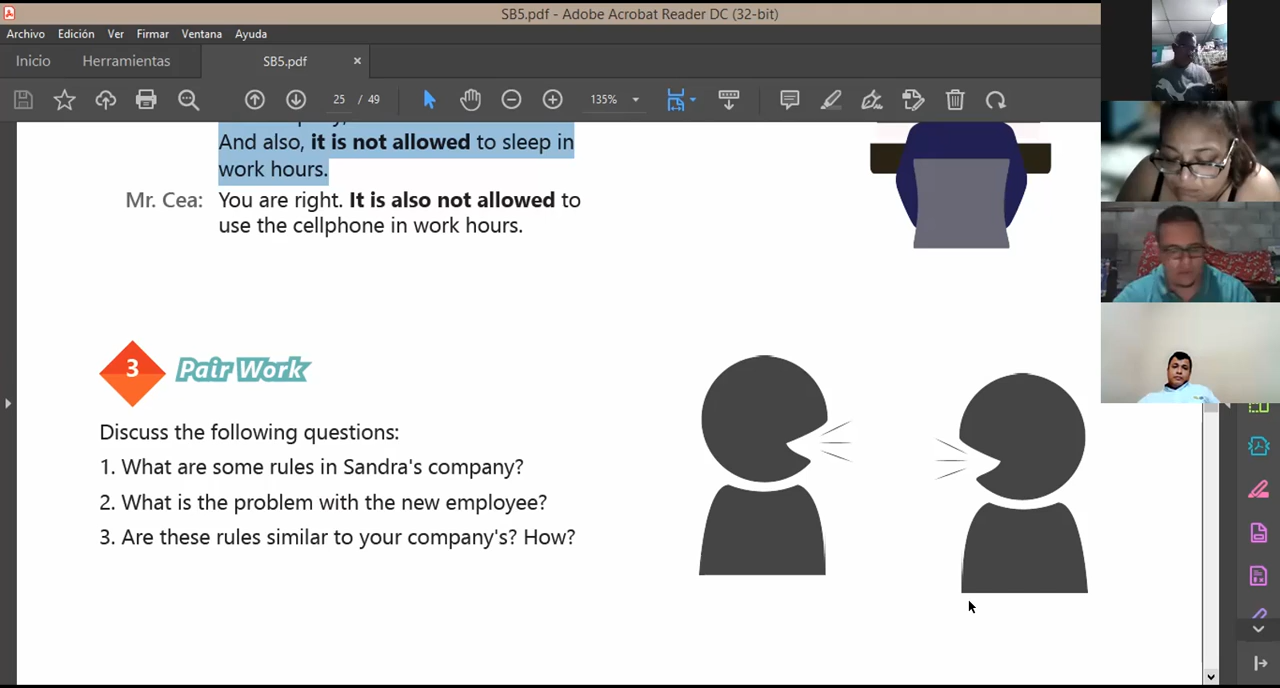 SB5.pdf - Adobe Acrobat Reader DC (32-bit)
Archivo Edición Ver Firmar Ventana Ayuda
Inicio Herramientas SB5.pdf ×
25 / 49 135%
And also, it is not allowed to sleep in
work hours.
Mr. Cea: You are right. It is also not allowed to
use the cellphone in work hours.
3 Pair Work
Discuss the following questions:
1. What are some rules in Sandra's company?
2. What is the problem with the new employee?
3. Are these rules similar to your company's? How?